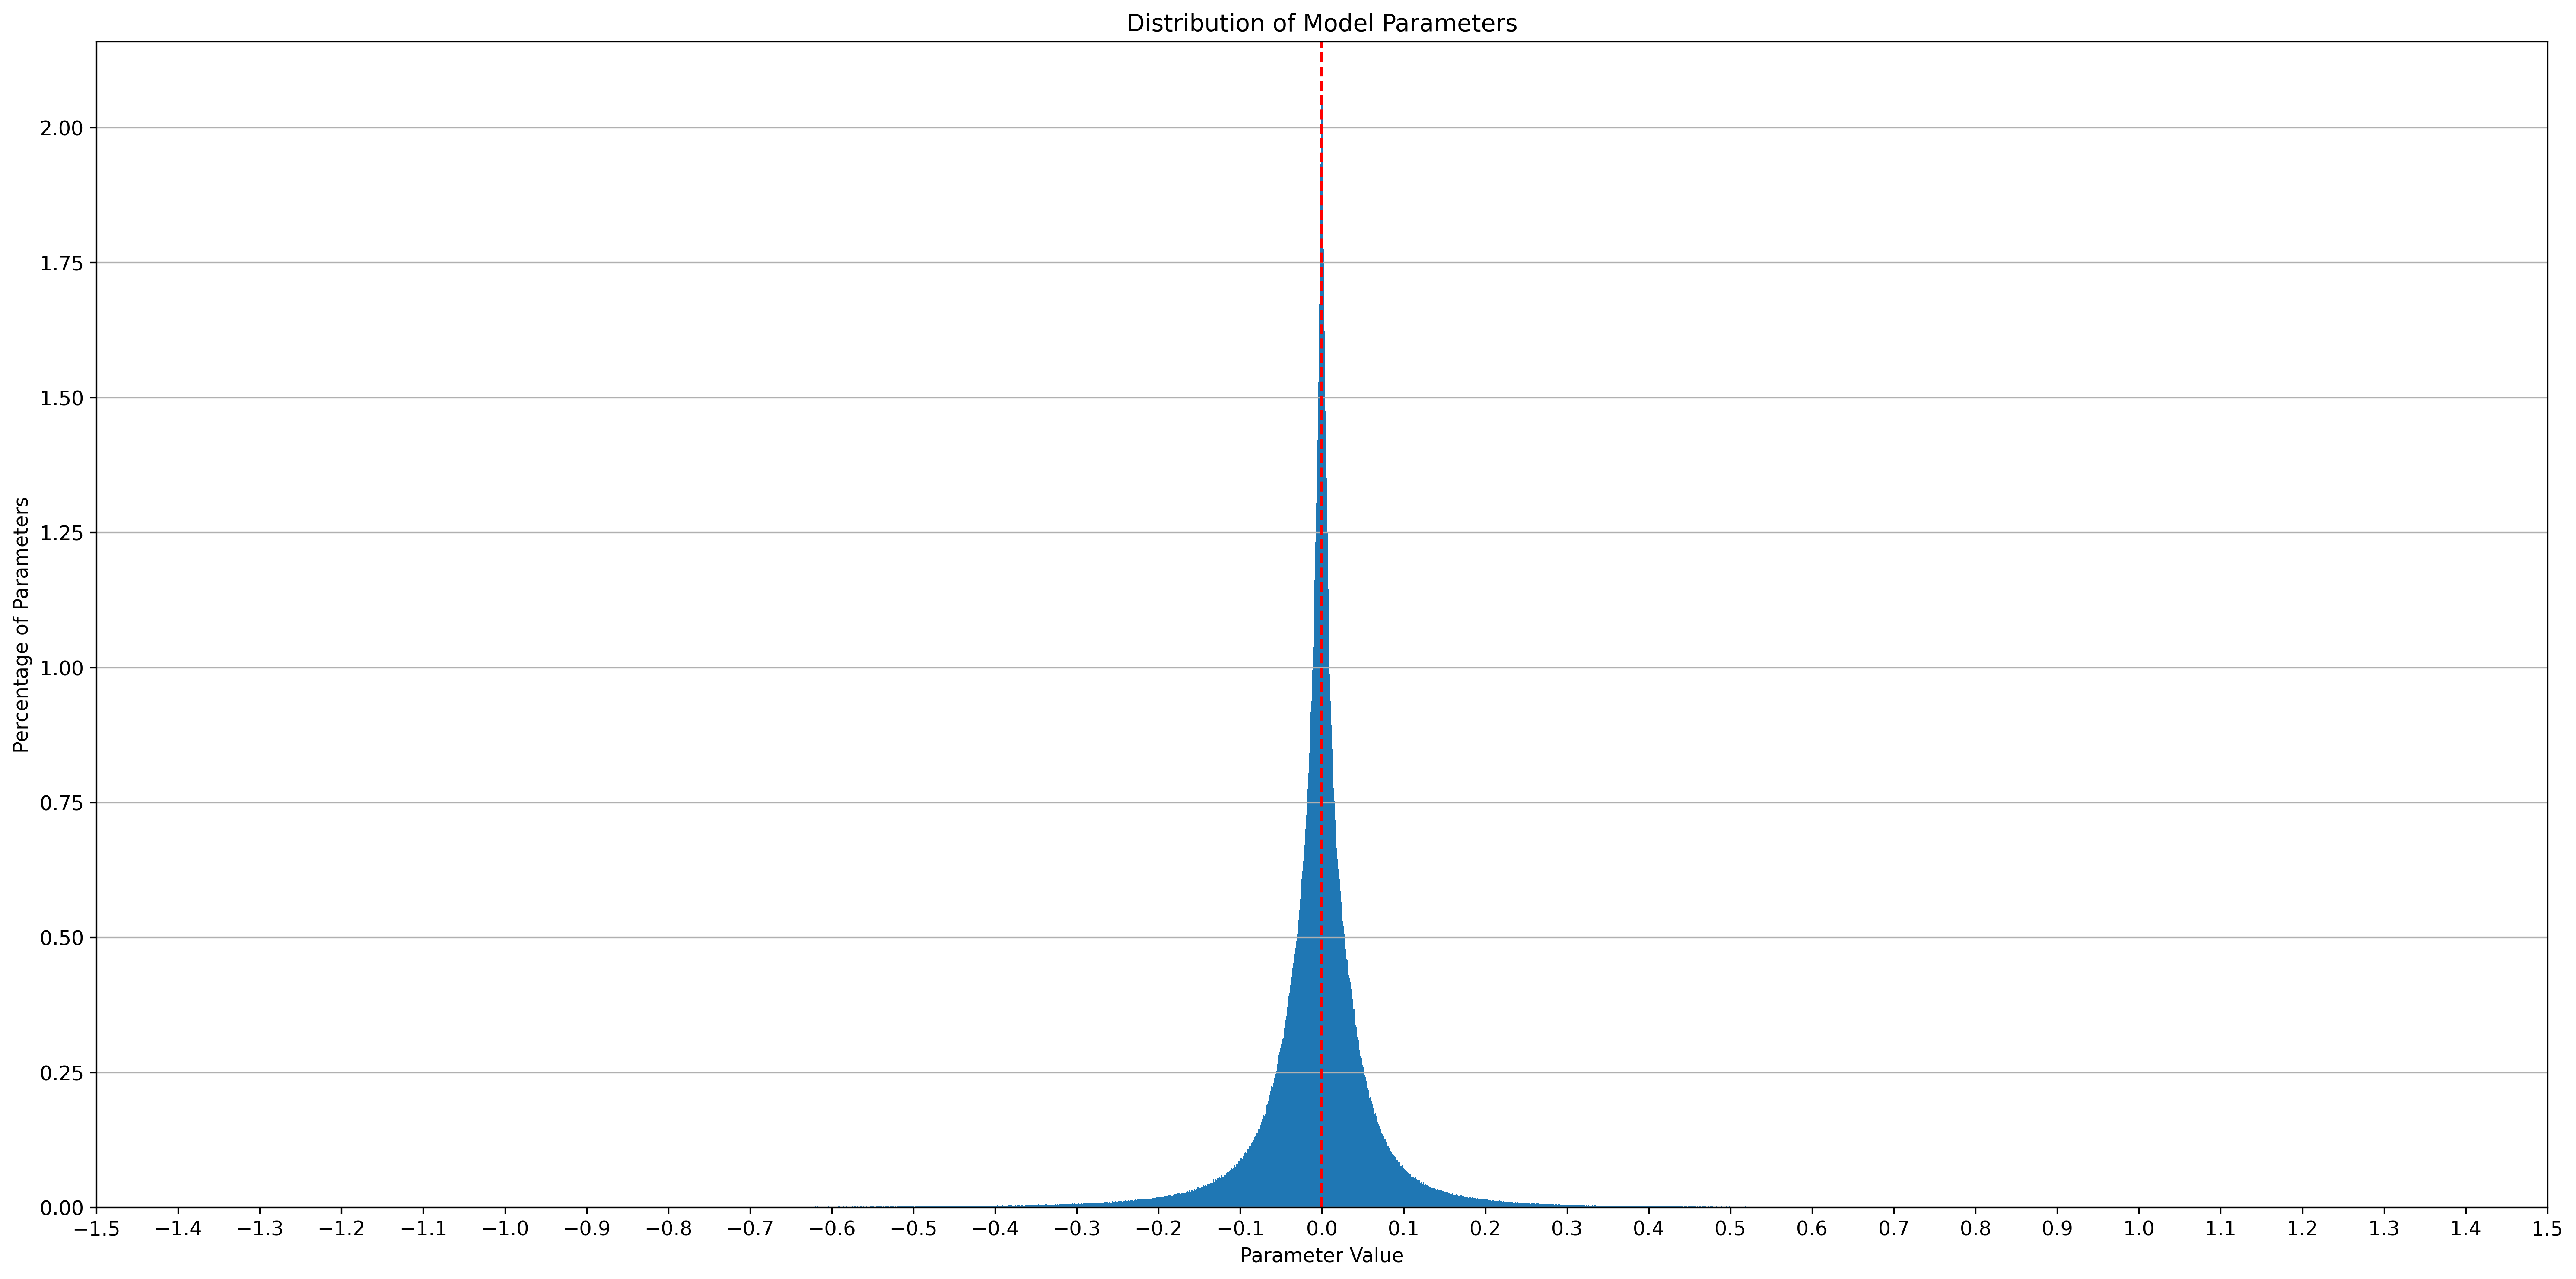 Distribution of Model Parameters
Percentage of Parameters
2.00
1.75
1.50
1.25
1.00
0.75
0.50
0.25
0.00
−1.5 −1.4 −1.3 −1.2 −1.1 −1.0 −0.9 −0.8 −0.7 −0.6 −0.5 −0.4 −0.3 −0.2 −0.1 0.0 0.1 0.2 0.3 0.4 0.5 0.6 0.7 0.8 0.9 1.0 1.1 1.2 1.3 1.4 1.5
Parameter Value